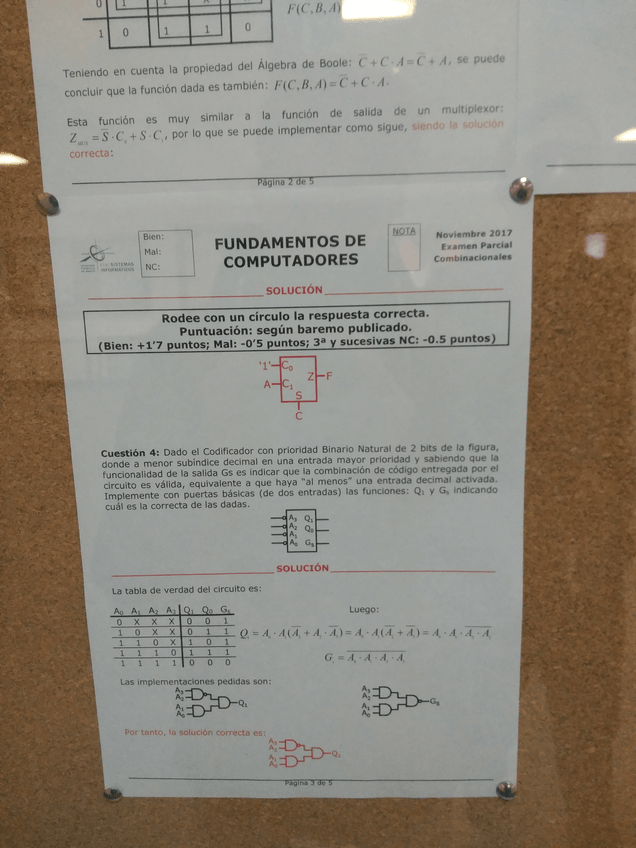 0 1 1
1 0 1 1 0
F(C,B,A)
Teniendo en cuenta la propiedad del Álgebra de Boole: C̅ + C · A = C̅ + A, se puede
concluir que la función dada es también: F(C,B,A) = C̅ + C · A.
Esta función es muy similar a la función de salida de un multiplexor:
= S̅ · C₀ + S · C₁, por lo que se puede implementar como sigue, siendo la solución
correcta:
Página 2 de 5
Bien:
Mal:
NC:
SISTEMAS
INFORMÁTICOS
FUNDAMENTOS DE
COMPUTADORES
NOTA
Noviembre 2017
Examen Parcial
Combinacionales
SOLUCIÓN
Rodee con un círculo la respuesta correcta.
Puntuación: según baremo publicado.
(Bien: +1'7 puntos; Mal: -0'5 puntos; 3ª y sucesivas NC: -0.5 puntos)
'1' C₀
Z F
A C₁
S
C
Cuestión 4: Dado el Codificador con prioridad Binario Natural de 2 bits de la figura,
donde a menor subíndice decimal en una entrada mayor prioridad y sabiendo que la
funcionalidad de la salida Gs es indicar que la combinación de código entregada por el
circuito es válida, equivalente a que haya "al menos" una entrada decimal activada.
Implemente con puertas básicas (de dos entradas) las funciones: Q₁ y Gs indicando
cuál es la correcta de las dadas.
A₃ Q₁
A₂ Q₀
A₁
A₀ Gs
SOLUCIÓN
La tabla de verdad del circuito es:
Luego:
A₀ A₁ A₂ A₃ Q₁ Q₀ Gs
0 X X X 0 0 1
1 0 X X 0 1 1
1 1 0 X 1 0 1
1 1 1 0 1 1 1
1 1 1 1 0 0 0
Las implementaciones pedidas son:
A₃
A₂
A₁
A₀
Q₁
A₃
A₂
A₁
A₀
Gs
Por tanto, la solución correcta es:
Q₁
Página 3 de 5